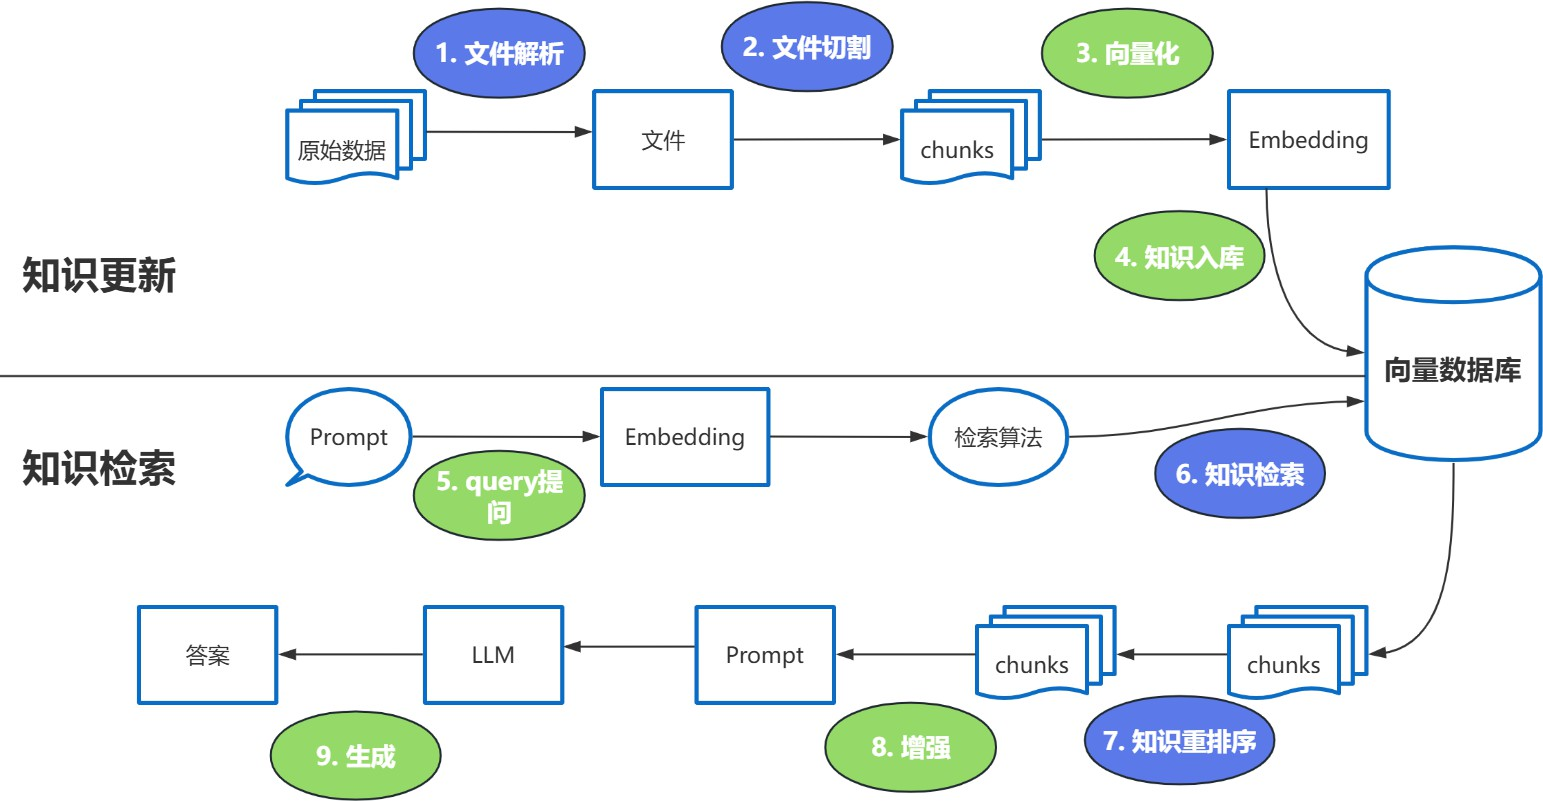 1. 文件解析
2. 文件切割
3. 向量化
原始数据
文件
chunks
Embedding
4. 知识入库
知识更新
向量数据库
Prompt
Embedding
检索算法
知识检索
5. query提
问
6. 知识检索
答案
LLM
Prompt
chunks
chunks
9. 生成
8. 增强
7. 知识重排序